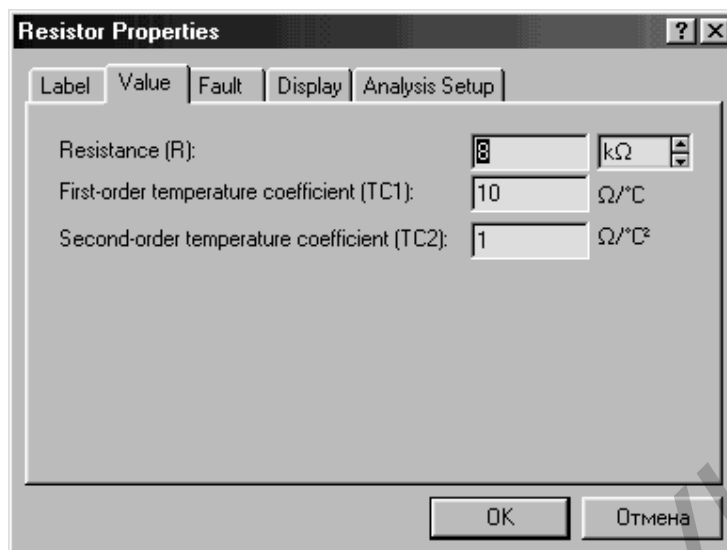 Resistor Properties ? ×
Label Value Fault Display Analysis Setup
Resistance (R): 8 kΩ
First-order temperature coefficient (TC1): 10 Ω/°C
Second-order temperature coefficient (TC2): 1 Ω/°C²
OK Отмена